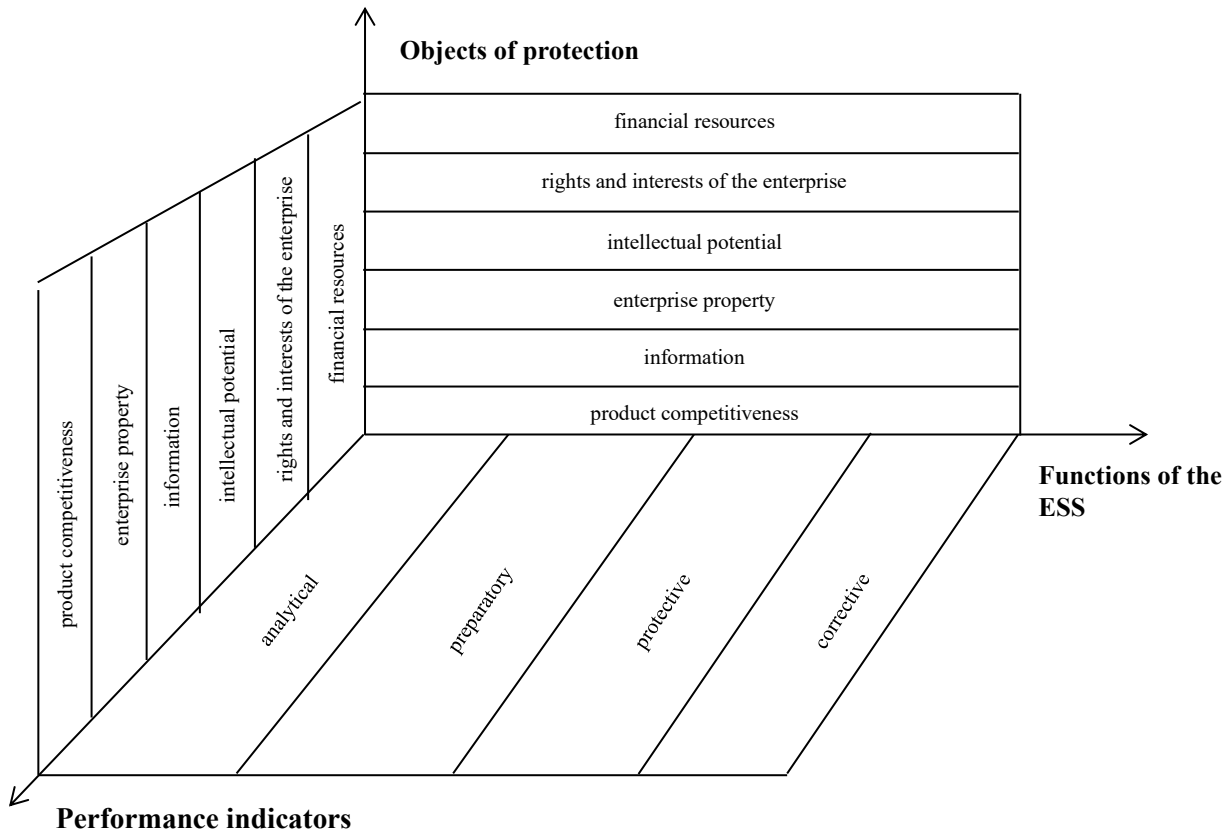 Objects of protection
financial resources
rights and interests of the enterprise
intellectual potential
enterprise property
information
product competitiveness
product competitiveness
enterprise property
information
intellectual potential
rights and interests of the enterprise
financial resources
Functions of the
ESS
analytical
preparatory
protective
corrective
Performance indicators